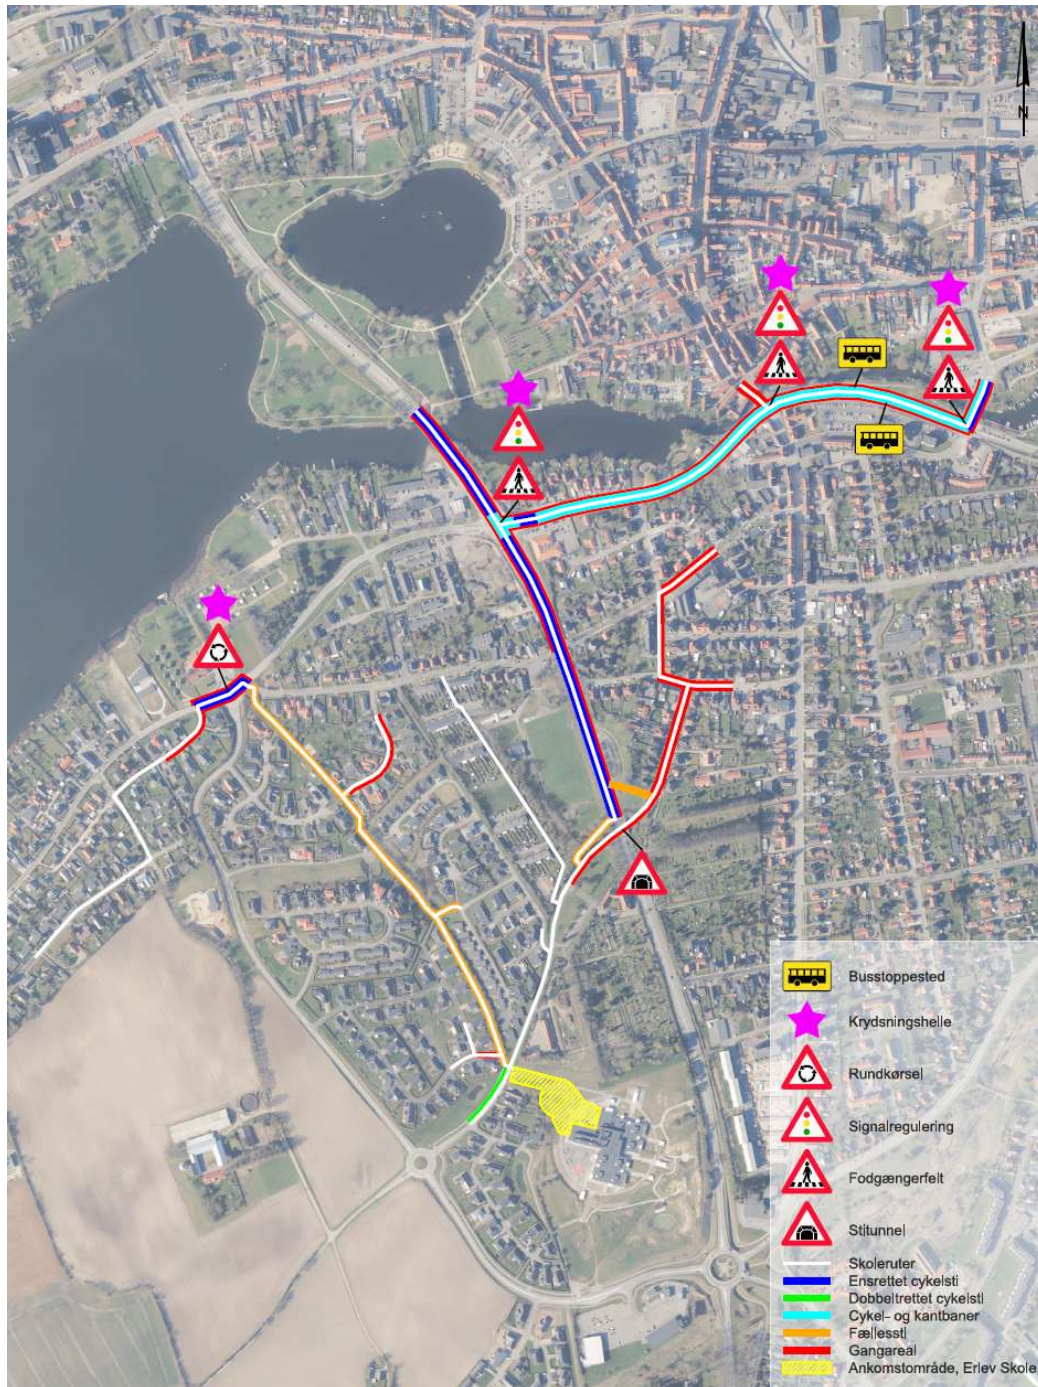 N
Busstoppested
Krydsningshelle
Rundkørsel
Signalregulering
Fodgængerfelt
Stitunnel
Skoleruter
Ensrettet cykelsti
Dobbeltrettet cykelsti
Cykel- og kantbaner
Fællessti
Gangareal
Ankomstområde, Erlev Skole